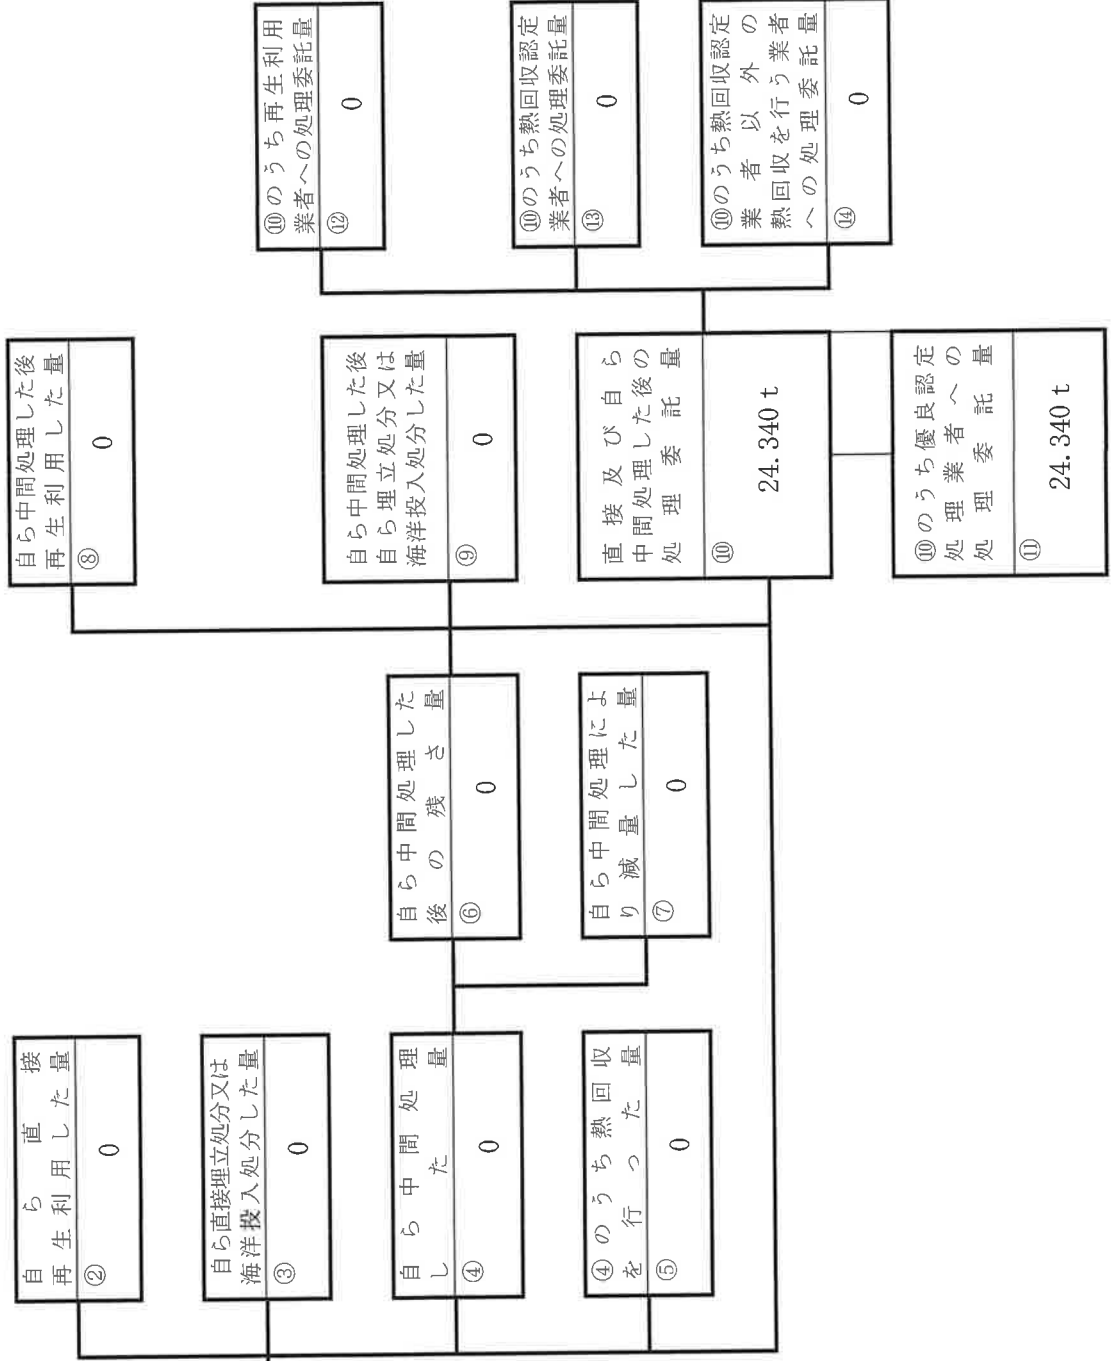 自ら直接
再生利用した量
② 0
自ら直接埋立処分又は
海洋投入処分した量
③ 0
自ら中間処理
した量
④ 0
④のうち熱回収
を行った量
⑤ 0
自ら中間処理した
後の残さ量
⑥ 0
自ら中間処理によ
り減量した量
⑦ 0
自ら中間処理した後
再生利用した量
⑧ 0
自ら中間処理した後
自ら埋立処分又は
海洋投入処分した量
⑨ 0
直接及び自ら
中間処理した後の
処理委託量
⑩ 24.340 t
⑩のうち優良認定
処理業者への
処理委託量
⑪ 24.340 t
⑩のうち再生利用
業者への処理委託量
⑫ 0
⑩のうち熱回収認定
業者への処理委託量
⑬ 0
⑩のうち熱回収認定
業者以外の
熱回収を行う業者
への処理委託量
⑭ 0